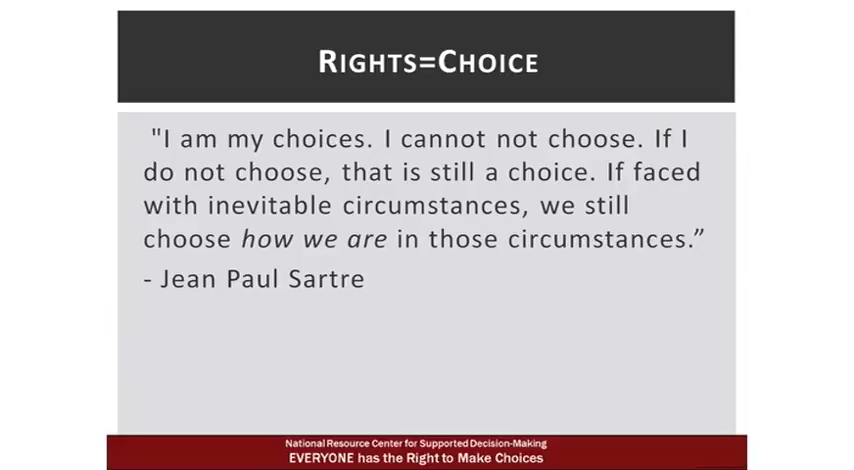 RIGHTS=CHOICE
"I am my choices. I cannot not choose. If I
do not choose, that is still a choice. If faced
with inevitable circumstances, we still
choose how we are in those circumstances.”
- Jean Paul Sartre
National Resource Center for Supported Decision-Making
EVERYONE has the Right to Make Choices